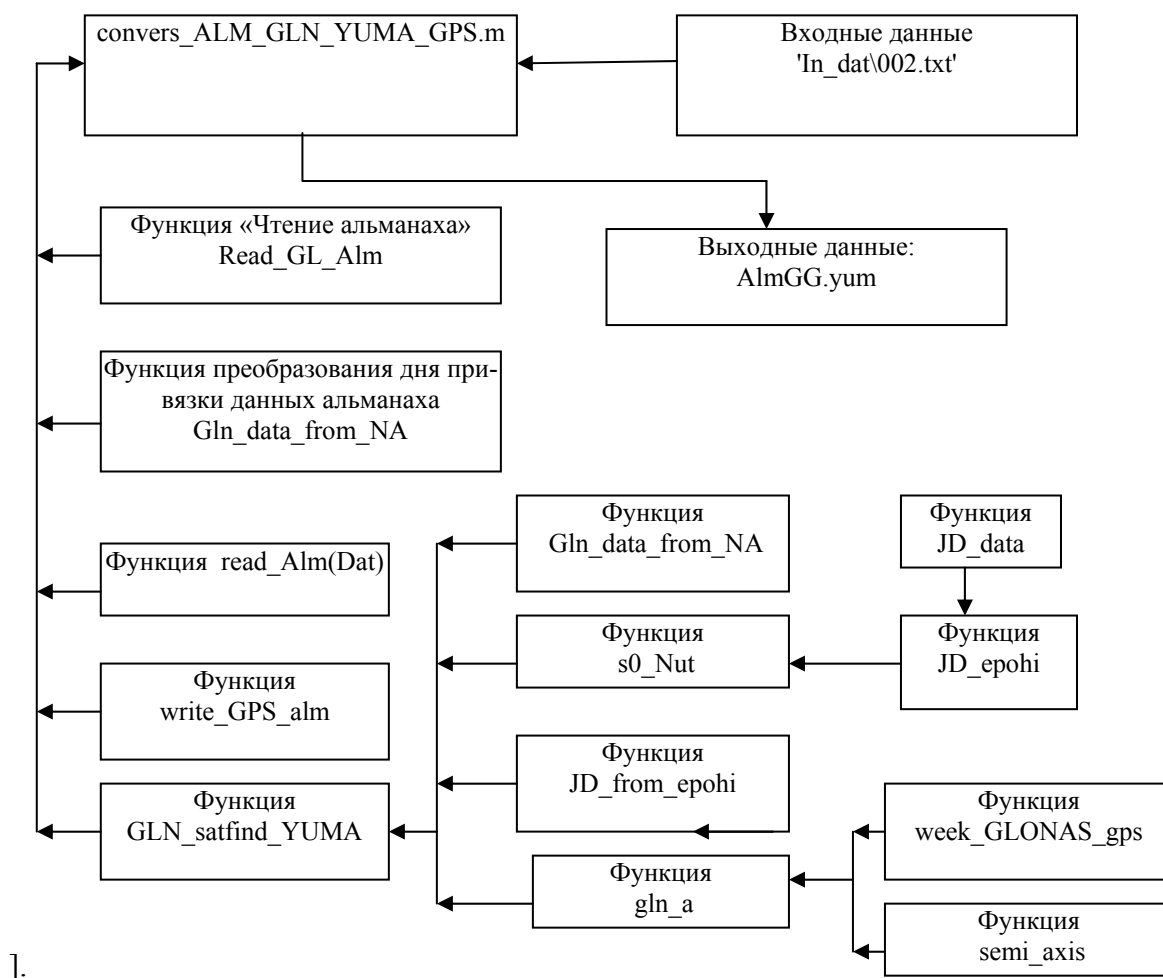 convers_ALM_GLN_YUMA_GPS.m
Входные данные
'In_dat\002.txt'
Функция «Чтение альманаха»
Read_GL_Alm
Выходные данные:
AlmGG.yum
Функция преобразования дня при-
вязки данных альманаха
Gln_data_from_NA
Функция
Gln_data_from_NA
Функция
JD_data
Функция  read_Alm(Dat)
Функция
s0_Nut
Функция
JD_epohi
Функция
write_GPS_alm
Функция
JD_from_epohi
Функция
GLN_satfind_YUMA
Функция
week_GLONAS_gps
Функция
gln_a
Функция
semi_axis
].